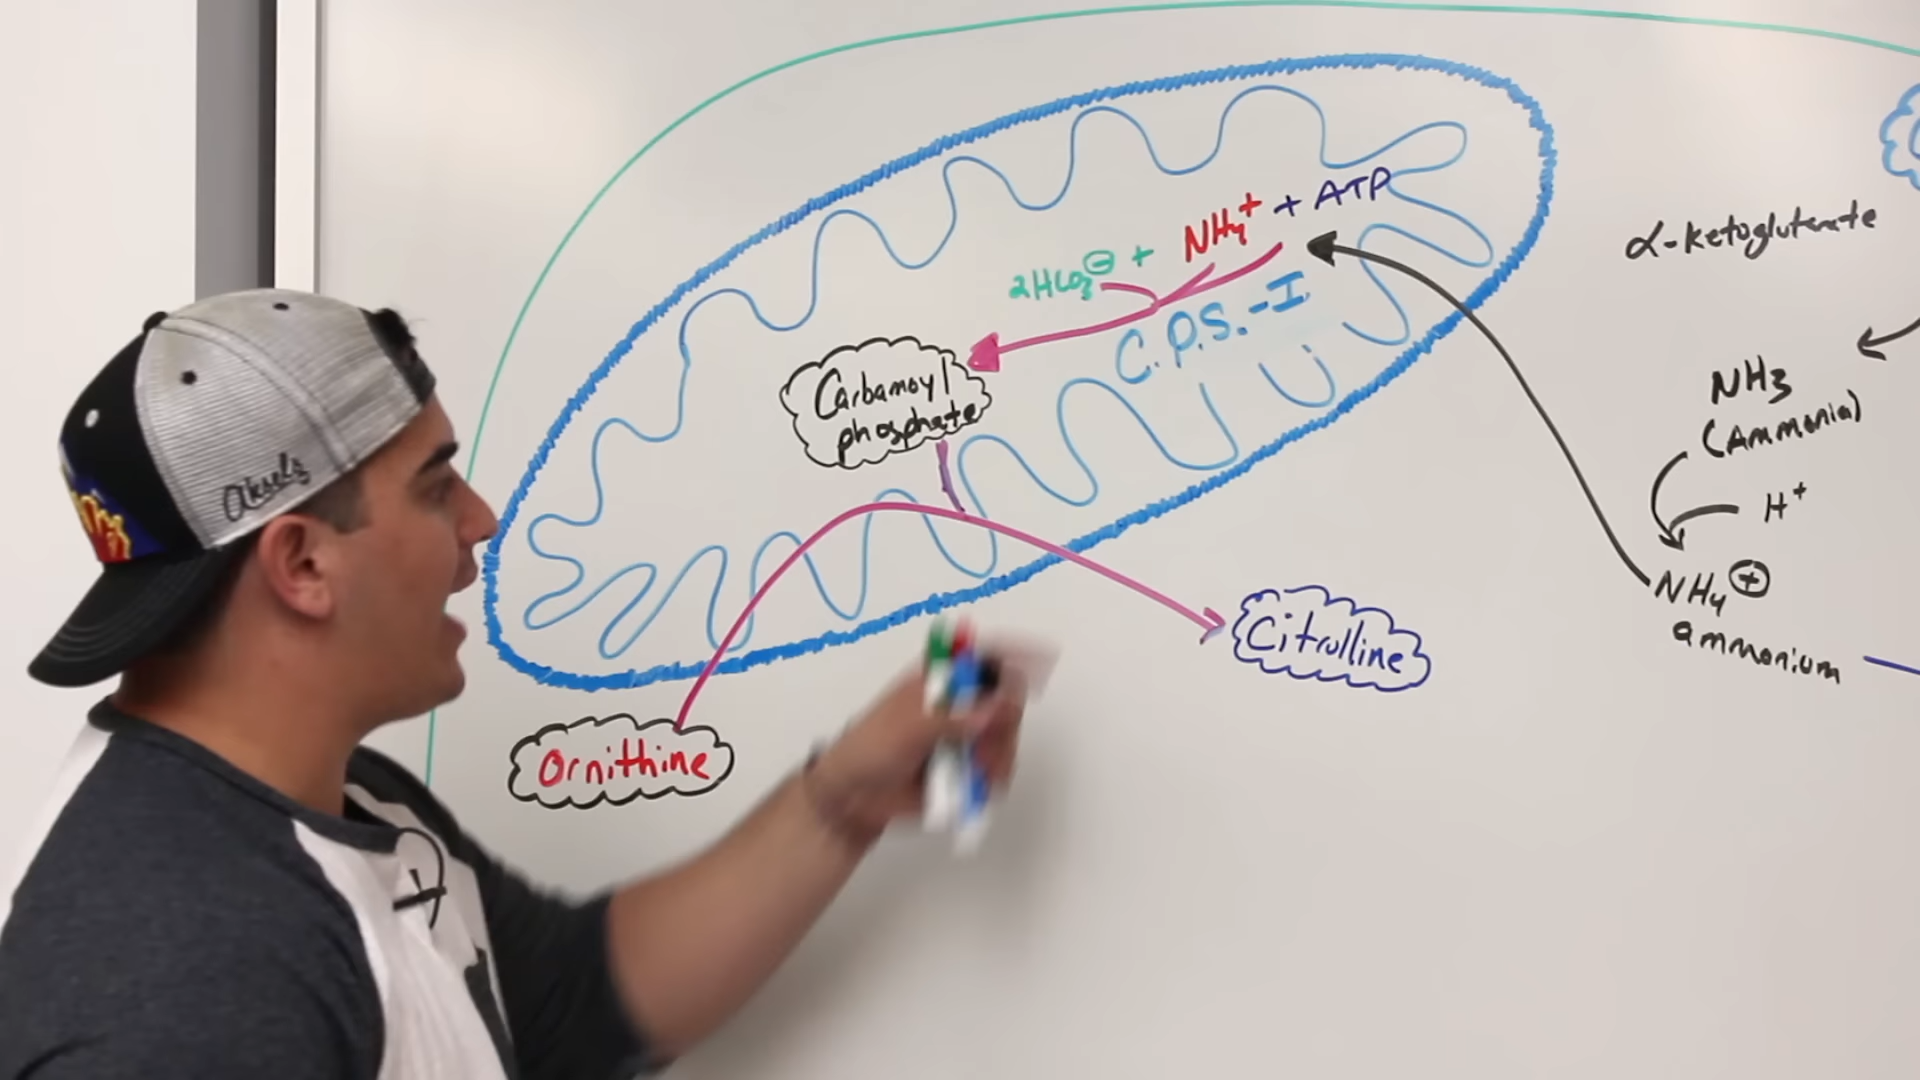 NH4+ + ATP
2HCO3⊖ +
C.P.S.-I
Carbamoyl
phosphate
Ornithine
Citrulline
α-ketoglutarate
NH3
(Ammonia)
H+
NH4⊕
ammonium